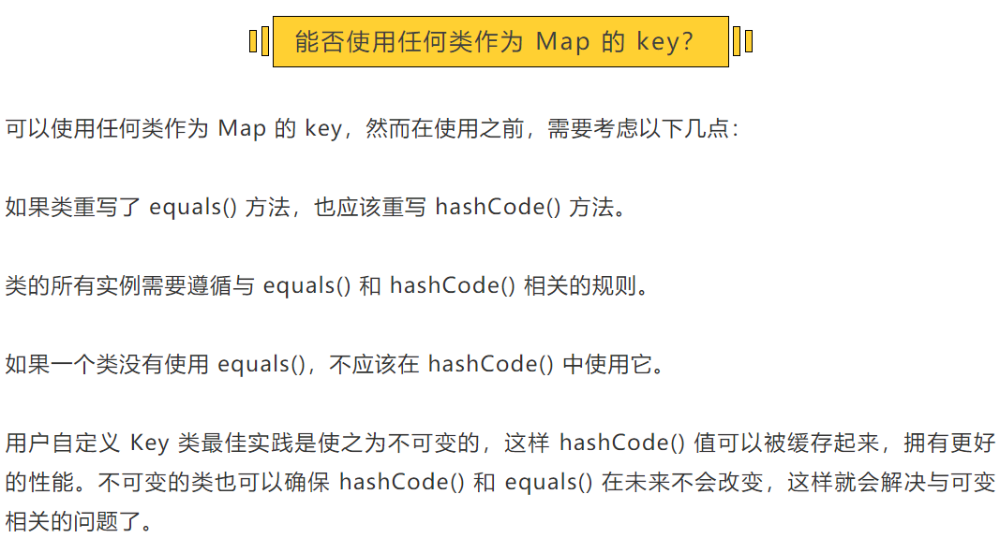 能否使用任何类作为 Map 的 key?
可以使用任何类作为 Map 的 key，然而在使用之前，需要考虑以下几点：
如果类重写了 equals() 方法，也应该重写 hashCode() 方法。
类的所有实例需要遵循与 equals() 和 hashCode() 相关的规则。
如果一个类没有使用 equals()，不应该在 hashCode() 中使用它。
用户自定义 Key 类最佳实践是使之为不可变的，这样 hashCode() 值可以被缓存起来，拥有更好
的性能。不可变的类也可以确保 hashCode() 和 equals() 在未来不会改变，这样就会解决与可变
相关的问题了。